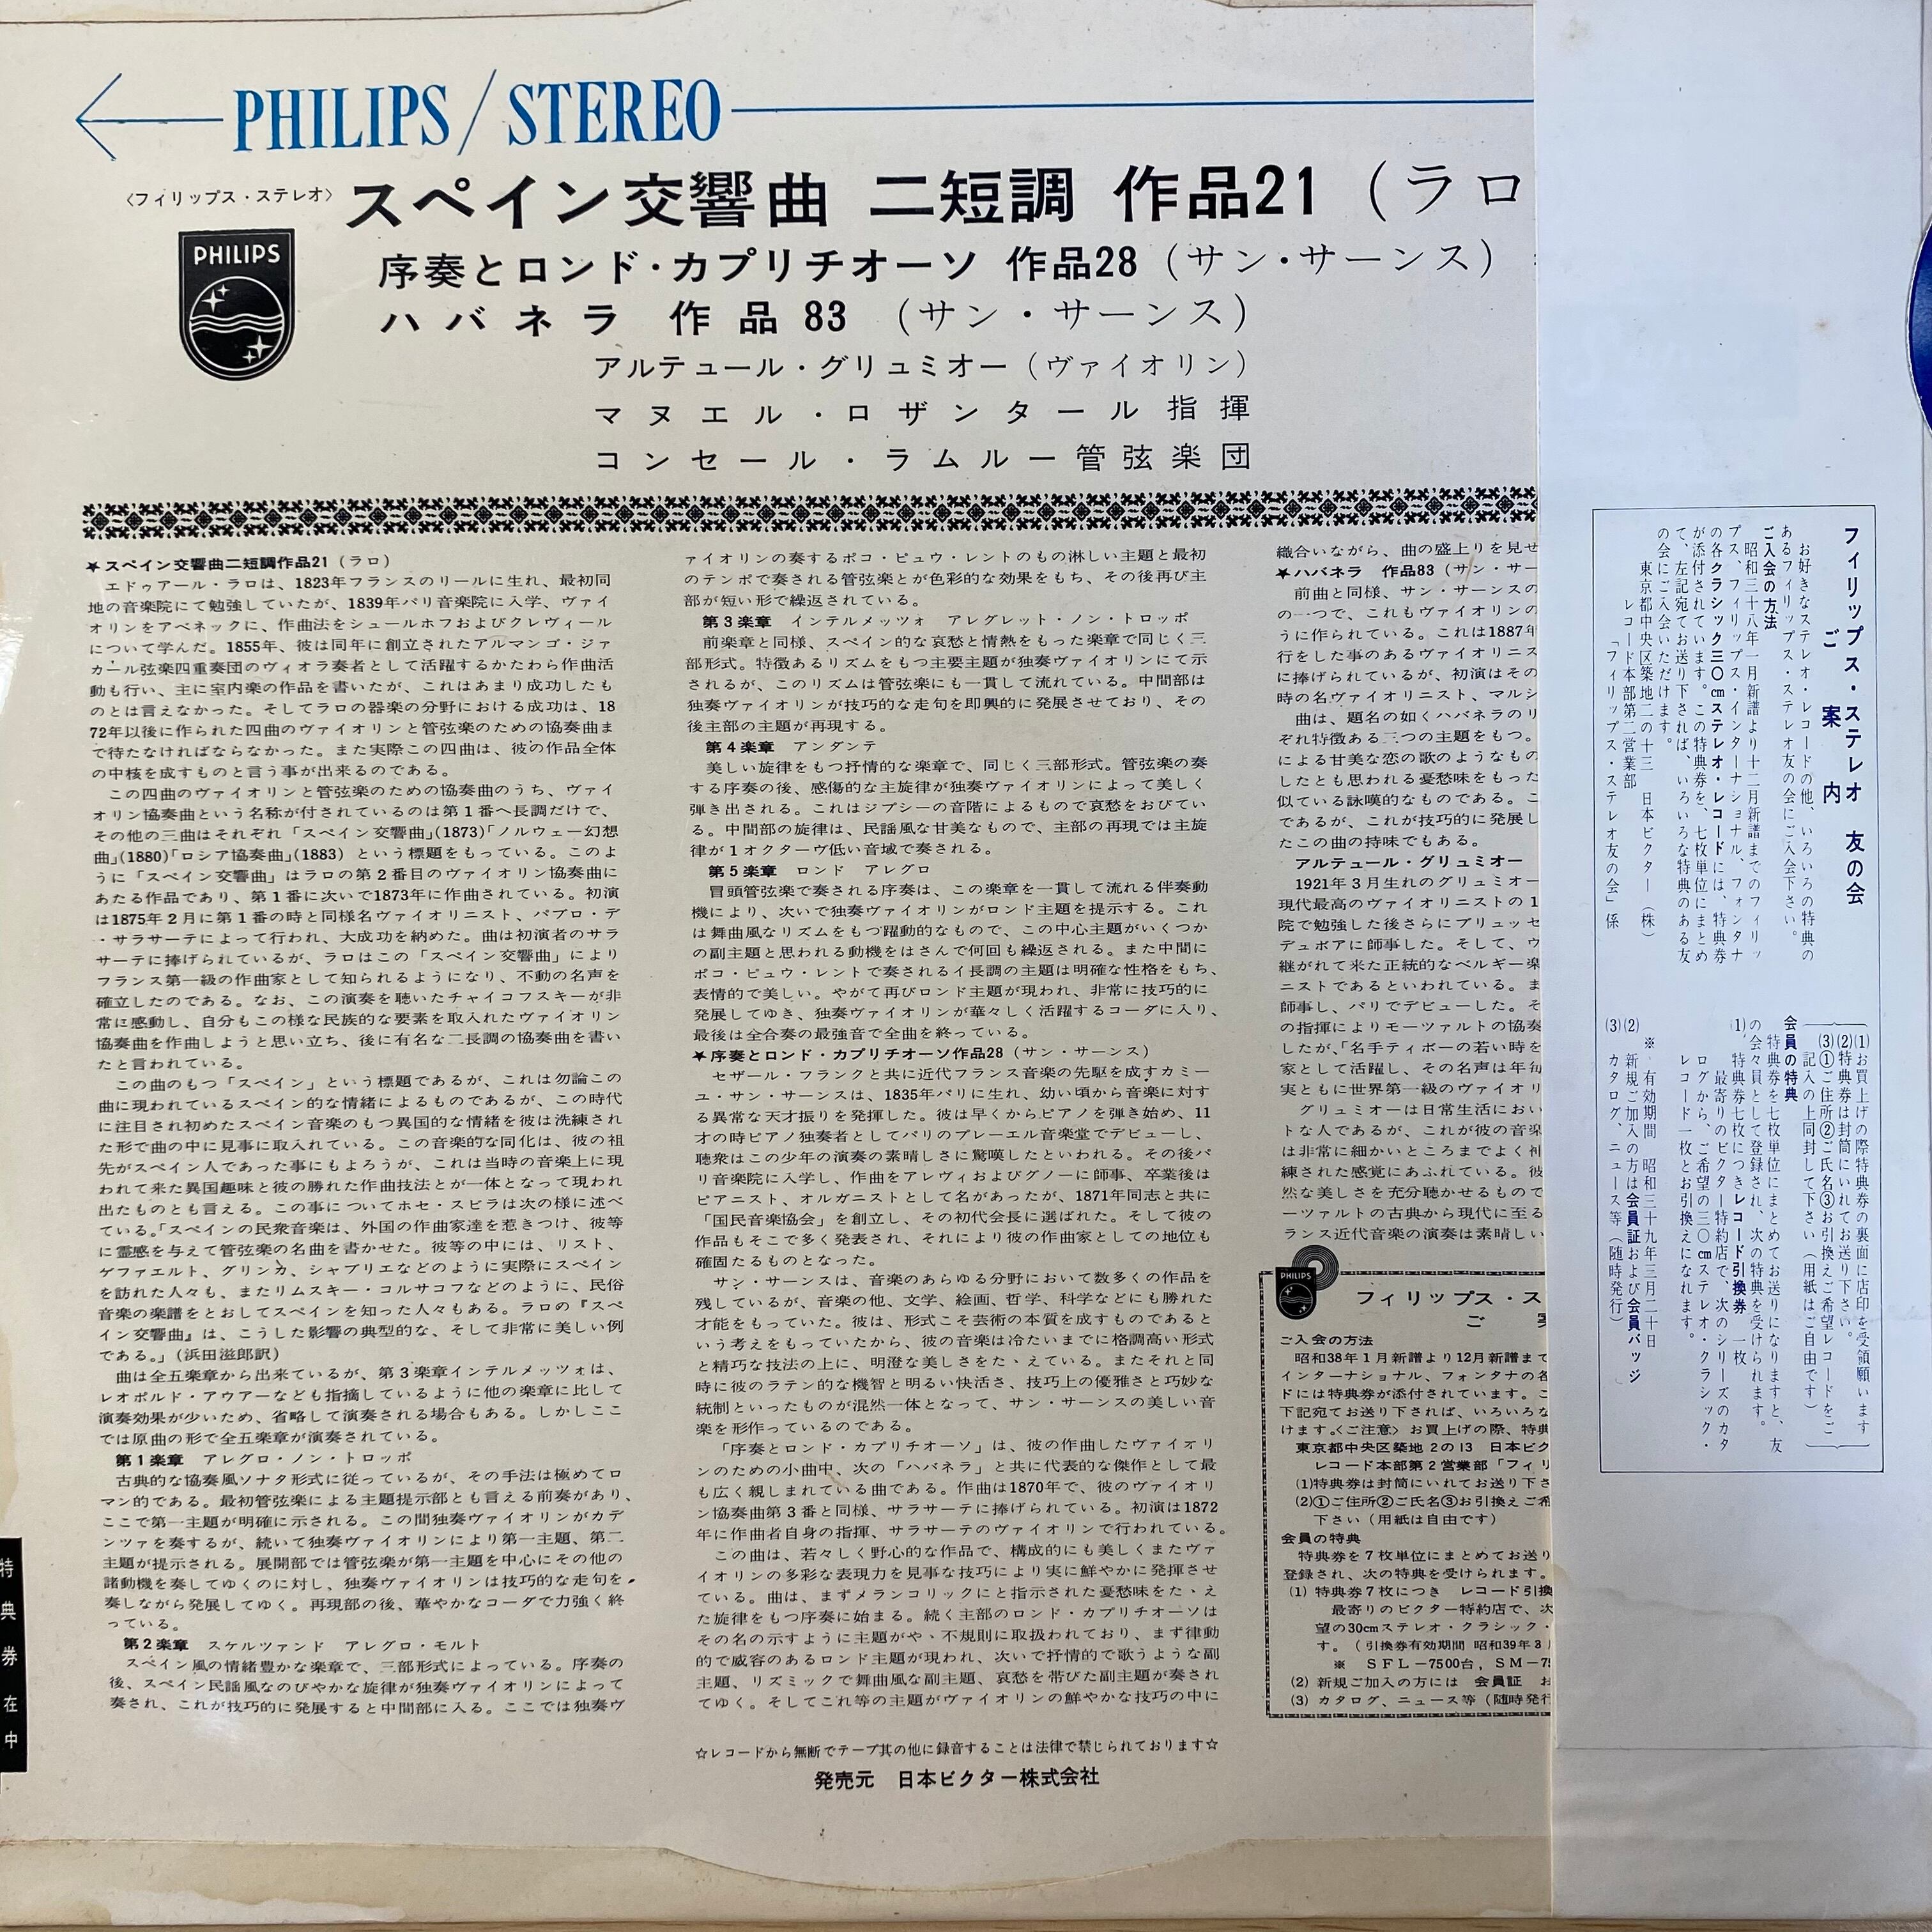 PHILIPS/STEREO
〈フィリップス・ステレオ〉
スペイン交響曲 ニ短調 作品21 (ラロ
PHILIPS
序奏とロンド・カプリチオーソ 作品28 (サン・サーンス)
ハバネラ 作品83 (サン・サーンス)
アルテュール・グリュミオー (ヴァイオリン)
マヌエル・ロザンタール指揮
コンセール・ラムルー管弦楽団
★スペイン交響曲ニ短調作品21 (ラロ)
エドゥアール・ラロは、1823年フランスのリールに生れ、最初同
地の音楽院にて勉強していたが、1839年パリ音楽院に入学、ヴァイ
オリンをアベネックに、作曲法をシュールホフおよびクレヴィール
について学んだ。1855年、彼は同年に創立されたアルマンゴ・ジァ
カール弦楽四重奏団のヴィオラ奏者として活躍するかたわら作曲活
動も行い、主に室内楽の作品を書いたが、これはあまり成功したも
のとは言えなかった。そしてラロの器楽の分野における成功は、18
72年以後に作られた四曲のヴァイオリンと管弦楽のための協奏曲ま
で待たなければならなかった。また実際この四曲は、彼の作品全体
の中核を成すものと言う事が出来るのである。
この四曲のヴァイオリンと管弦楽のための協奏曲のうち、ヴァイ
オリン協奏曲という名称が付されているのは第1番ヘ長調だけで、
その他の三曲はそれぞれ「スペイン交響曲」(1873)「ノルウェー幻想
曲」(1880)「ロシア協奏曲」(1883) という標題をもっている。このよ
うに「スペイン交響曲」はラロの第2番目のヴァイオリン協奏曲に
あたる作品であり、第1番に次いで1873年に作曲されている。初演
は1875年2月に第1番の時と同様名ヴァイオリニスト、パブロ・デ
・サラサーテによって行われ、大成功を納めた。曲は初演者のサラ
サーテに捧げられているが、ラロはこの「スペイン交響曲」により
フランス第一級の作曲家として知られるようになり、不動の名声を
確立したのである。なお、この演奏を聴いたチャイコフスキーが非
常に感動し、自分もこの様な民族的な要素を取入れたヴァイオリン
協奏曲を作曲しようと思い立ち、後に有名な二長調の協奏曲を書い
たと言われている。
この曲のもつ「スペイン」という標題であるが、これは勿論この
曲に現われているスペイン的な情緒によるものであるが、この時代
に注目され初めたスペイン音楽のもつ異国的な情緒を彼は洗練され
た形で曲の中に見事に取入れている。この音楽的な同化は、彼の祖
先がスペイン人であった事にもよろうが、これは当時の音楽上に現
われて来た異国趣味と彼の勝れた作曲技法とが一体となって現われ
出たものとも言える。この事についてホセ・スビラは次の様に述べ
ている。「スペインの民衆音楽は、外国の作曲家達を惹きつけ、彼等
に霊感を与えて管弦楽の名曲を書かせた。彼等の中には、リスト、
ゲファエルト、グリンカ、シャブリエなどのように実際にスペイン
を訪れた人々も、またリムスキー・コルサコフなどのように、民俗
音楽の楽譜をとおしてスペインを知った人々もある。ラロの『スペ
イン交響曲』は、こうした影響の典型的な、そして非常に美しい例
である。」(浜田滋郎訳)
曲は全五楽章から出来ているが、第3楽章インテルメッツォは、
レオポルド・アウアーなども指摘しているように他の楽章に比して
演奏効果が少いため、省略して演奏される場合もある。しかしここ
では原曲の形で全五楽章が演奏されている。
第1楽章 アレグロ・ノン・トロッポ
古典的な協奏風ソナタ形式に従っているが、その手法は極めてロ
マン的である。最初管弦楽による主題提示部とも言える前奏があり、
ここで第一主題が明確に示される。この間独奏ヴァイオリンがカデ
ンツァを奏するが、続いて独奏ヴァイオリンにより第一主題、第二
主題が提示される。展開部では管弦楽が第一主題を中心にその他の
諸動機を奏してゆくのに対し、独奏ヴァイオリンは技巧的な走句を
奏しながら発展してゆく。再現部の後、華やかなコーダで力強く終
っている。
第2楽章 スケルツァンド アレグロ・モルト
スペイン風の情緒豊かな楽章で、三部形式によっている。序奏の
後、スペイン民謡風なのびやかな旋律が独奏ヴァイオリンによって
奏され、これが技巧的に発展すると中間部に入る。ここでは独奏ヴ
ァイオリンの奏するポコ・ピュウ・レントのもの淋しい主題と最初
のテンポで奏される管弦楽とが色彩的な効果をもち、その後再び主
部が短い形で繰返されている。
第3楽章 インテルメッツォ アレグレット・ノン・トロッポ
前楽章と同様、スペイン的な哀愁と情熱をもった楽章で同じく三
部形式。特徴あるリズムをもつ主要主題が独奏ヴァイオリンにて示
されるが、このリズムは管弦楽にも一貫して流れている。中間部は
独奏ヴァイオリンが技巧的な走句を即興的に発展させており、その
後主部の主題が再現する。
第4楽章 アンダンテ
美しい旋律をもつ抒情的な楽章で、同じく三部形式。管弦楽の奏
する序奏の後、感傷的な主旋律が独奏ヴァイオリンによって美しく
弾き出される。これはジプシーの音階によるもので哀愁をおびてい
る。中間部の旋律は、民謡風な甘美なもので、主部の再現では主旋
律が1オクターヴ低い音域で奏される。
第5楽章 ロンド アレグロ
冒頭管弦楽で奏される序奏は、この楽章を一貫して流れる伴奏動
機により、次いで独奏ヴァイオリンがロンド主題を提示する。これ
は舞曲風なリズムをもつ躍動的なもので、この中心主題がいくつか
の副主題と思われる動機をはさんで何回も繰返される。また中間に
ポコ・ピュウ・レントで奏されるイ長調の主題は明確な性格をもち、
表情的で美しい。やがて再びロンド主題が現われ、非常に技巧的に
発展してゆき、独奏ヴァイオリンが華々しく活躍するコーダに入り、
最後は全合奏の最強音で全曲を終っている。
★序奏とロンド・カプリチオーソ作品28 (サン・サーンス)
セザール・フランクと共に近代フランス音楽の先駆を成すカミー
ユ・サン・サーンスは、1835年パリに生れ、幼い頃から音楽に対す
る異常な天才振りを発揮した。彼は早くからピアノを弾き始め、11
才の時ピアノ独奏者としてパリのプレーエル音楽堂でデビューし、
聴衆はこの少年の演奏の素晴しさに驚嘆したといわれる。その後パ
リ音楽院に入学し、作曲をアレヴィおよびグノーに師事、卒業後は
ピアニスト、オルガニストとして名があったが、1871年同志と共に
「国民音楽協会」を創立し、その初代会長に選ばれた。そして彼の
作品もそこで多く発表され、それにより彼の作曲家としての地位も
確固たるものとなった。
サン・サーンスは、音楽のあらゆる分野において数多くの作品を
残しているが、音楽の他、文学、絵画、哲学、科学などにも勝れた
才能をもっていた。彼は、形式こそ芸術の本質を成すものであると
いう考えをもっていたから、彼の音楽は冷たいまでに格調高い形式
と精巧な技法の上に、明澄な美しさをたゝえている。またそれと同
時に彼のラテン的な機智と明るい快活さ、技巧上の優雅さと巧妙な
統制といったものが混然一体となって、サン・サーンスの美しい音
楽を形作っているのである。
「序奏とロンド・カプリチオーソ」は、彼の作曲したヴァイオリ
ンのための小曲中、次の「ハバネラ」と共に代表的な傑作として最
も広く親しまれている曲である。作曲は1870年で、彼のヴァイオリ
ン協奏曲第3番と同様、サラサーテに捧げられている。初演は1872
年に作曲者自身の指揮、サラサーテのヴァイオリンで行われている。
この曲は、若々しく野心的な作品で、構成的にも美しくまたヴァ
イオリンの多彩な表現力を見事な技巧により実に鮮やかに発揮させ
ている。曲は、まずメランコリックにと指示された憂愁味をたゝえ
た旋律をもつ序奏に始まる。続く主部のロンド・カプリチオーソは
その名の示すように主題がやゝ不規則に取扱われており、まず律動
的で威容のあるロンド主題が現われ、次いで抒情的で歌うような副
主題、リズミックで舞曲風な副主題、哀愁を帯びた副主題が奏され
てゆく。そしてこれ等の主題がヴァイオリンの鮮やかな技巧の中に
織合いながら、曲の盛上りを見せ
★ハバネラ 作品83 (サン・サー
前曲と同様、サン・サーンスの
の一つで、これもヴァイオリンの
うに作られている。これは1887年
行をした事のあるヴァイオリニス
に捧げられているが、初演はその
時の名ヴァイオリニスト、マルシ
曲は、題名の如くハバネラのリ
ぞれ特徴ある三つの主題をもつ。
による甘美な恋の歌のようなもの
したとも思われる憂愁味をもった
似ている詠嘆的なものである。こ
であるが、これが技巧的に発展し
たこの曲の持味でもある。
アルテュール・グリュミオー
1921年3月生れのグリュミオー
現代最高のヴァイオリニストの1
院で勉強した後さらにブリュッセ
デュボアに師事した。そして、ウ
継がれて来た正統的なベルギー楽
ニストであるといわれている。ま
師事し、パリでデビューした。そ
の指揮によりモーツァルトの協奏
したが、「名手ティボーの若い時を
家として活躍し、その名声は年毎
実ともに世界第一級のヴァイオリ
グリュミオーは日常生活におい
トな人であるが、これが彼の音楽
は非常に細かいところまでよく神
練された感覚にあふれている。彼
然な美しさを充分聴かせるもので
ーツァルトの古典から現代に至る
ランス近代音楽の演奏は素晴しい
PHILIPS
フィリップス・ス
ご
ご入会の方法
昭和38年1月新譜より12月新譜まで
インターナショナル、フォンタナの各
ドには特典券が添付されています。こ
下記宛てお送り下されば、いろいろな
けます。〈ご注意〉お買上げの際、特典
東京都中央区築地2の13 日本ビク
レコード本部第2営業部「フィリ
(1)特典券は封筒にいれてお送り下さ
(2)①ご住所②ご氏名③お引換えご希
下さい (用紙は自由です)
会員の特典
特典券を7枚単位にまとめてお送り
登録され、次の特典を受けられます。
(1) 特典券7枚につき レコード引換
最寄りのビクター特約店で、次
望の30cmステレオ・クラシック・
す。(引換券有効期間 昭和39年3月
※ SFL-7500台, SM-75
(2) 新規ご加入の方には 会員証 お
(3) カタログ、ニュース等 (随時発行
☆レコードから無断でテープ其の他に録音することは法律で禁じられております☆
発売元 日本ビクター株式会社
特典券在中
フィリップス・ステレオ 友の会
ご案内
お好きなステレオ・レコードの他、いろいろの特典の
あるフィリップス・ステレオ友の会にご入会下さい。
ご入会の方法
昭和三十八年一月新譜より十二月新譜までのフィリッ
プス、フィリップス・インターナショナル、フォンタナ
の各クラシック三〇cmステレオ・レコードには、特典券
が添付されています。この特典券を、七枚単位にまとめ
て、左記宛てお送り下されば、いろいろな特典のある友
の会にご入会いただけます。
東京都中央区築地二の十三 日本ビクター(株)
レコード本部第二営業部
「フィリップス・ステレオ友の会」係
(1)お買上げの際特典券の裏面に店印を受領願います
(2)特典券は封筒にいれてお送り下さい。
(3)①ご住所②ご氏名③お引換えご希望レコードをご
記入の上同封して下さい(用紙はご自由です)
会員の特典
特典券を七枚単位にまとめてお送りになりますと、友
の会々員として登録され、次の特典を受けられます。
(1) 特典券七枚につきレコード引換券 一枚
最寄りのビクター特約店で、次のシリーズのカタ
ログから、ご希望の三〇cmステレオ・クラシック・
レコード一枚とお引換えになれます。
※ 有効期間 昭和三十九年三月二十日
(2) 新規ご加入の方は会員証および会員バッジ
(3) カタログ、ニュース等(随時発行)